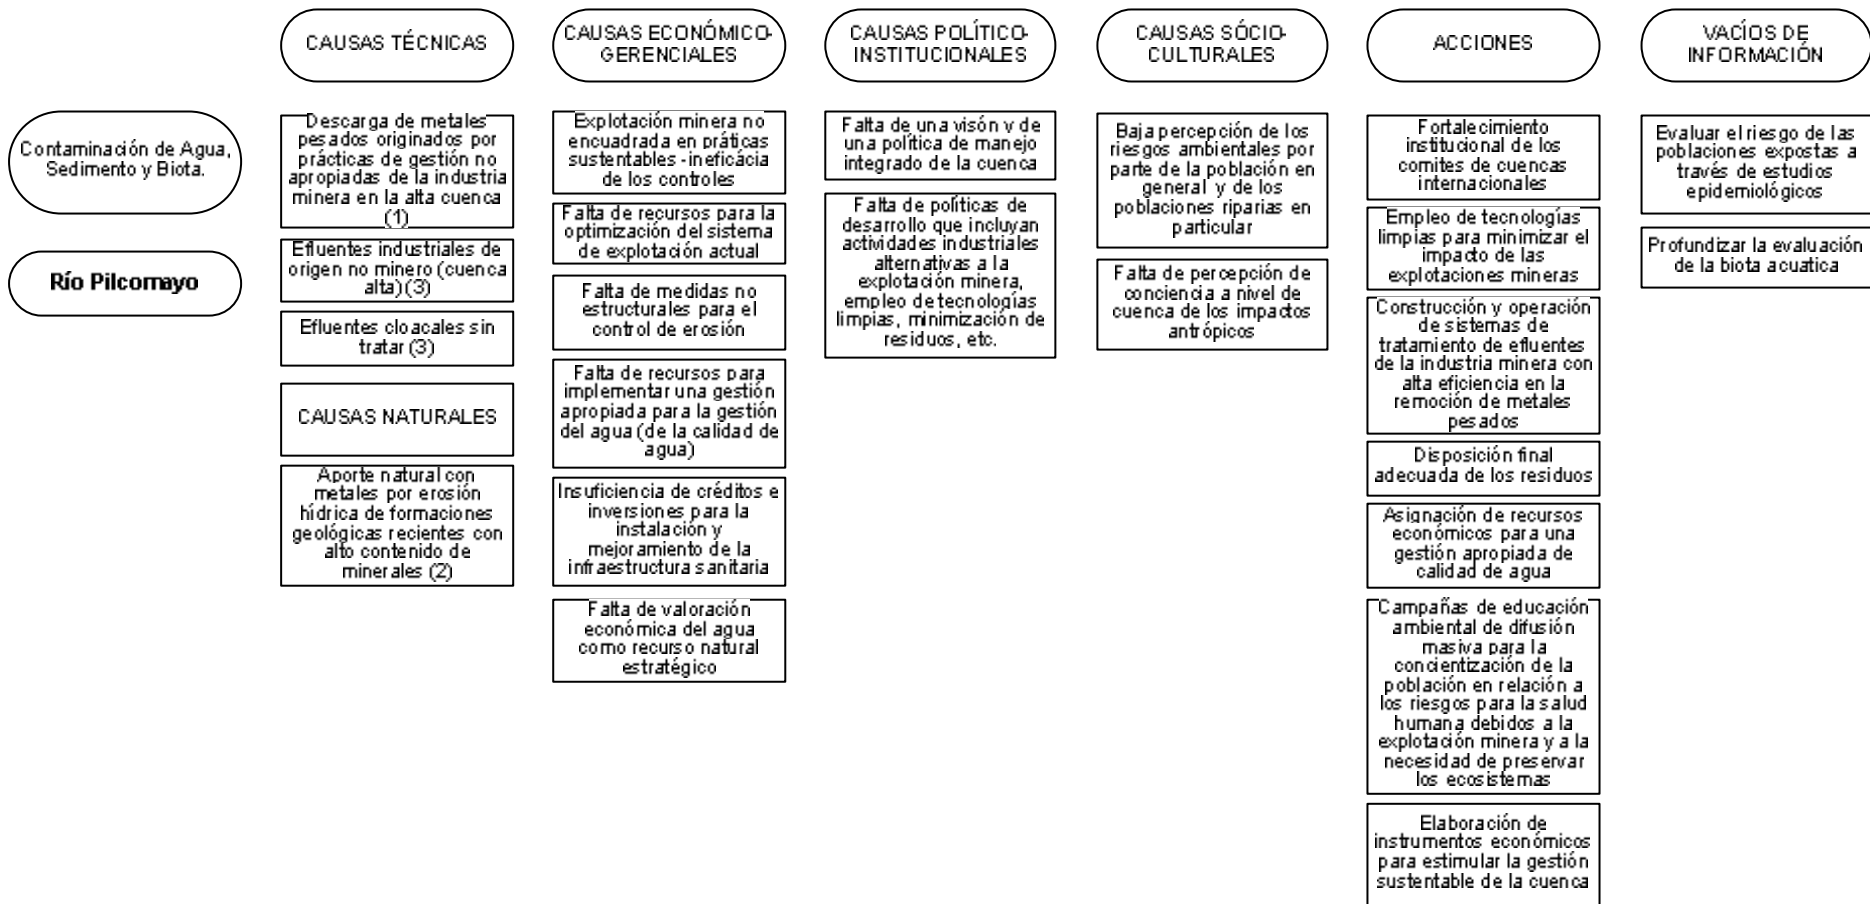 CAUSAS TÉCNICAS
CAUSAS ECONÓMICO-
GERENCIALES
CAUSAS POLÍTICO-
INSTITUCIONALES
CAUSAS SÓCIO-
CULTURALES
ACCIONES
VACÍOS DE
INFORMACIÓN
Contaminación de Agua,
Sedimento y Biota.
Río Pilcomayo
Descarga de metales
pesados originados por
prácticas de gestión no
apropiadas de la industria
minera en la alta cuenca
(1)
Efluentes industriales de
origen no minero (cuenca
alta) (3)
Efluentes cloacales sin
tratar (3)
CAUSAS NATURALES
Aporte natural con
metales por erosión
hídrica de formaciones
geológicas recientes con
alto contenido de
minerales (2)
Explotación minera no
encuadrada en práticas
sustentables -ineficácia
de los controles
Falta de recursos para la
optimización del sistema
de explotación actual
Falta de medidas no
estructurales para el
control de erosión
Falta de recursos para
implementar una gestión
apropiada para la gestión
del agua (de la calidad de
agua)
Insuficiencia de créditos e
inversiones para la
instalación y
mejoramiento de la
infraestructura sanitaria
Falta de valoración
económica del agua
como recurso natural
estratégico
Falta de una visón y de
una política de manejo
integrado de la cuenca
Falta de políticas de
desarrollo que incluyan
actividades industriales
alternativas a la
explotación minera,
empleo de tecnologías
limpias, minimización de
residuos, etc.
Baja percepción de los
riesgos ambientales por
parte de la población en
general y de los
poblaciones riparias en
particular
Falta de percepción de
conciencia a nivel de
cuenca de los impactos
antrópicos
Fortalecimiento
institucional de los
comites de cuencas
internacionales
Empleo de tecnologías
limpias para minimizar el
impacto de las
explotaciones mineras
Construcción y operación
de sistemas de
tratamiento de efluentes
de la industria minera con
alta eficiencia en la
remoción de metales
pesados
Disposición final
adecuada de los residuos
Asignación de recursos
económicos para una
gestión apropiada de
calidad de agua
Campañas de educación
ambiental de difusión
masiva para la
concientización de la
población en relación a
los riesgos para la salud
humana debidos a la
explotación minera y a la
necesidad de preservar
los ecosistemas
Elaboración de
instrumentos económicos
para estimular la gestión
sustentable de la cuenca
Evaluar el riesgo de las
poblaciones expostas a
través de estudios
epidemiológicos
Profundizar la evaluación
de la biota acuatica